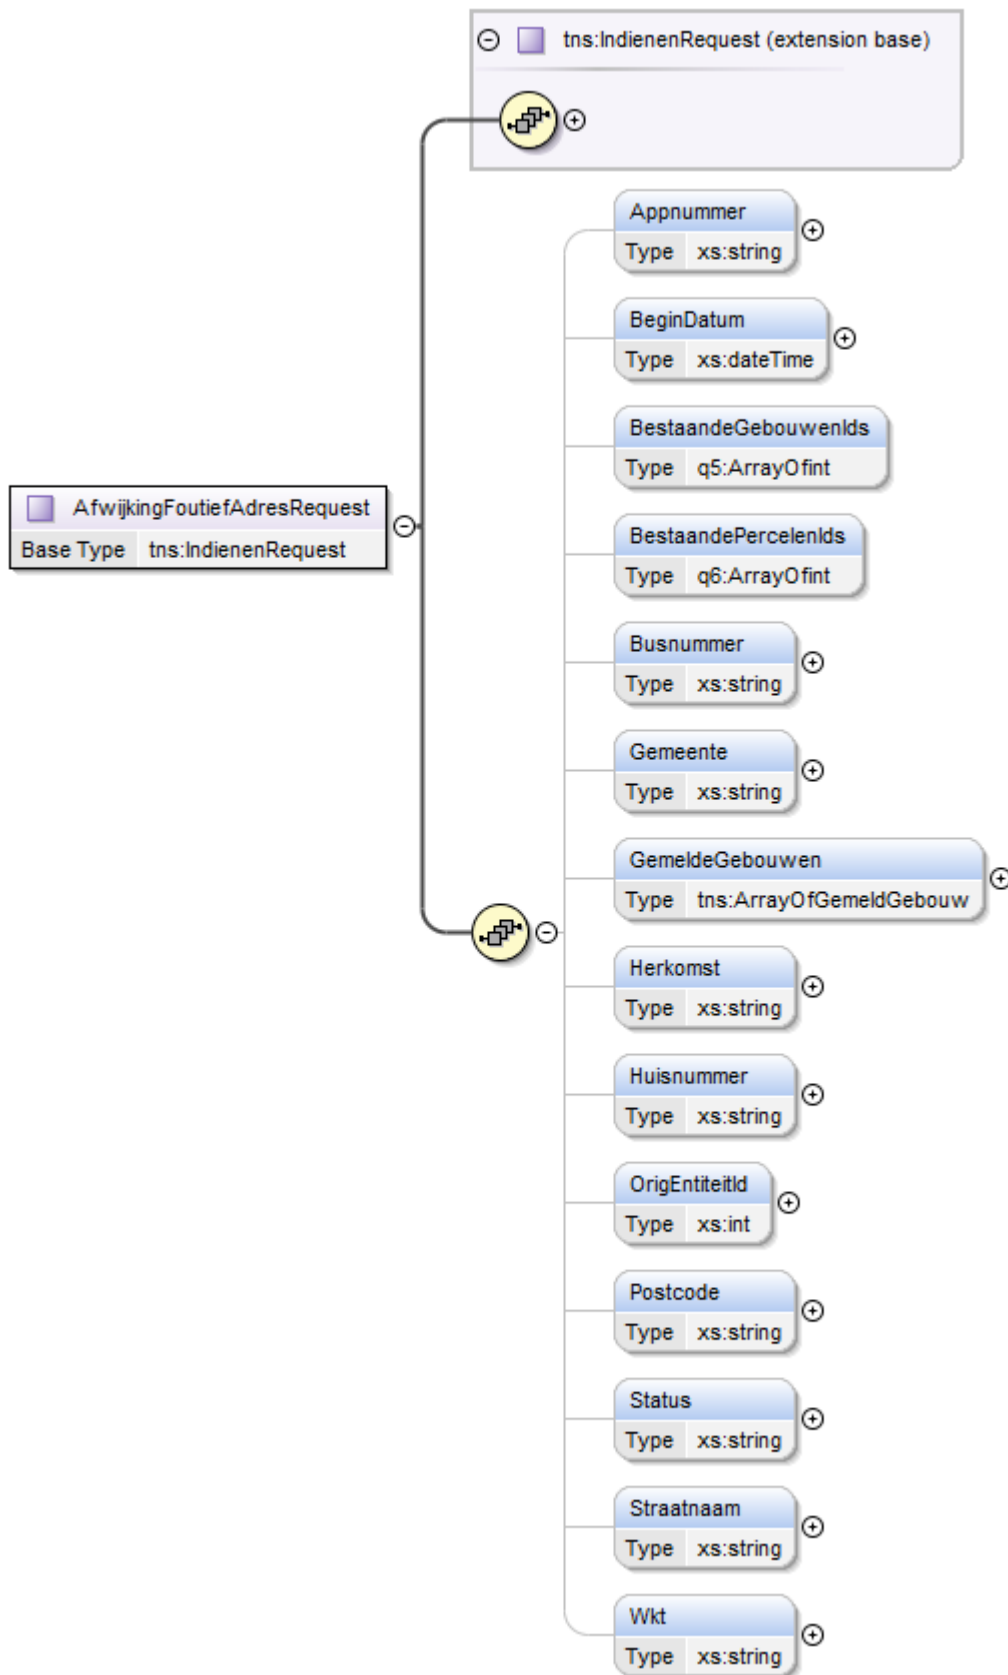 tns:IndienenRequest (extension base)
Appnummer
Type xs:string
BeginDatum
Type xs:dateTime
BestaandeGebouwenIds
Type q5:ArrayOfint
AfwijkingFoutiefAdresRequest
Base Type tns:IndienenRequest
BestaandePercelenIds
Type q6:ArrayOfint
Busnummer
Type xs:string
Gemeente
Type xs:string
GemeldeGebouwen
Type tns:ArrayOfGemeldGebouw
Herkomst
Type xs:string
Huisnummer
Type xs:string
OrigEntiteitId
Type xs:int
Postcode
Type xs:string
Status
Type xs:string
Straatnaam
Type xs:string
Wkt
Type xs:string